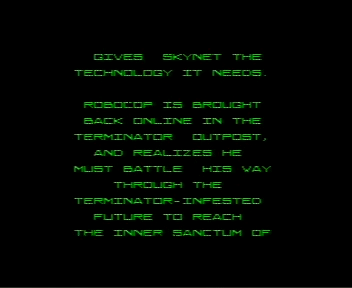 GIVES SKYNET THE
TECHNOLOGY IT NEEDS.
ROBOCOP IS BROUGHT
BACK ONLINE IN THE
TERMINATOR OUTPOST,
AND REALIZES HE
MUST BATTLE HIS WAY
THROUGH THE
TERMINATOR-INFESTED
FUTURE TO REACH
THE INNER SANCTUM OF